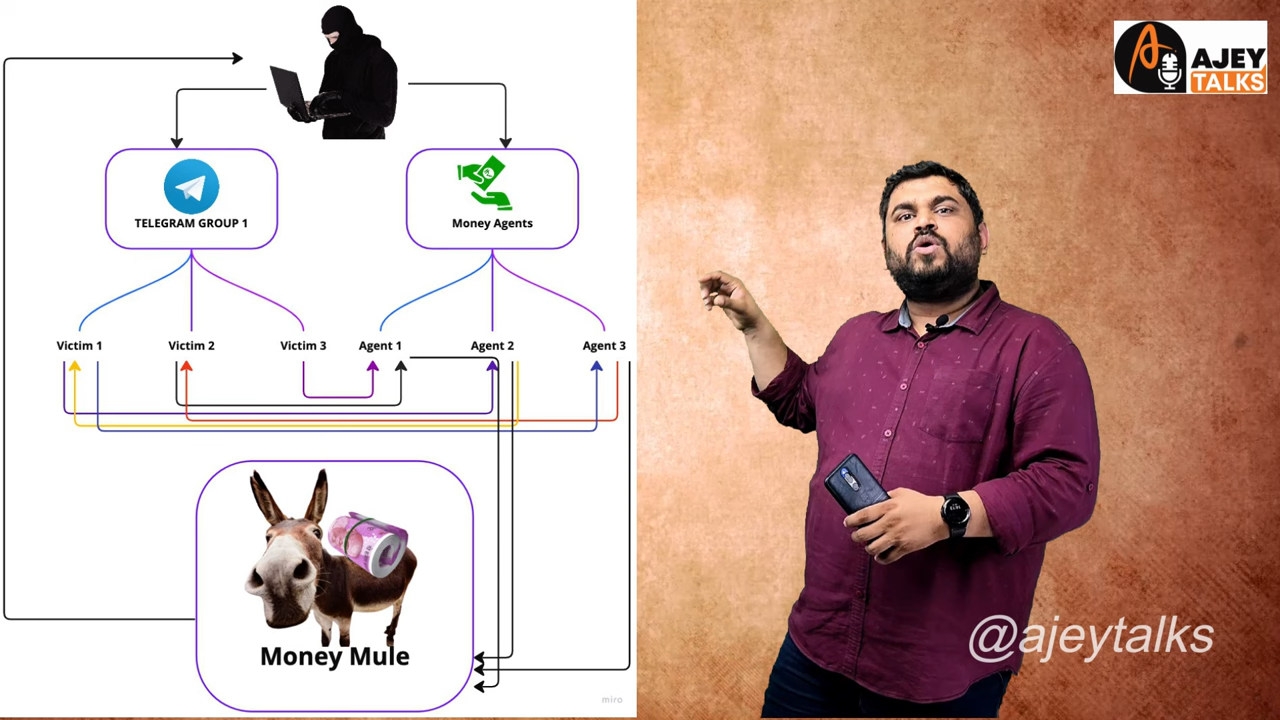 TELEGRAM GROUP 1
Money Agents
Victim 1
Victim 2
Victim 3
Agent 1
Agent 2
Agent 3
Money Mule
miro
AJEY
TALKS
@ajeytalks